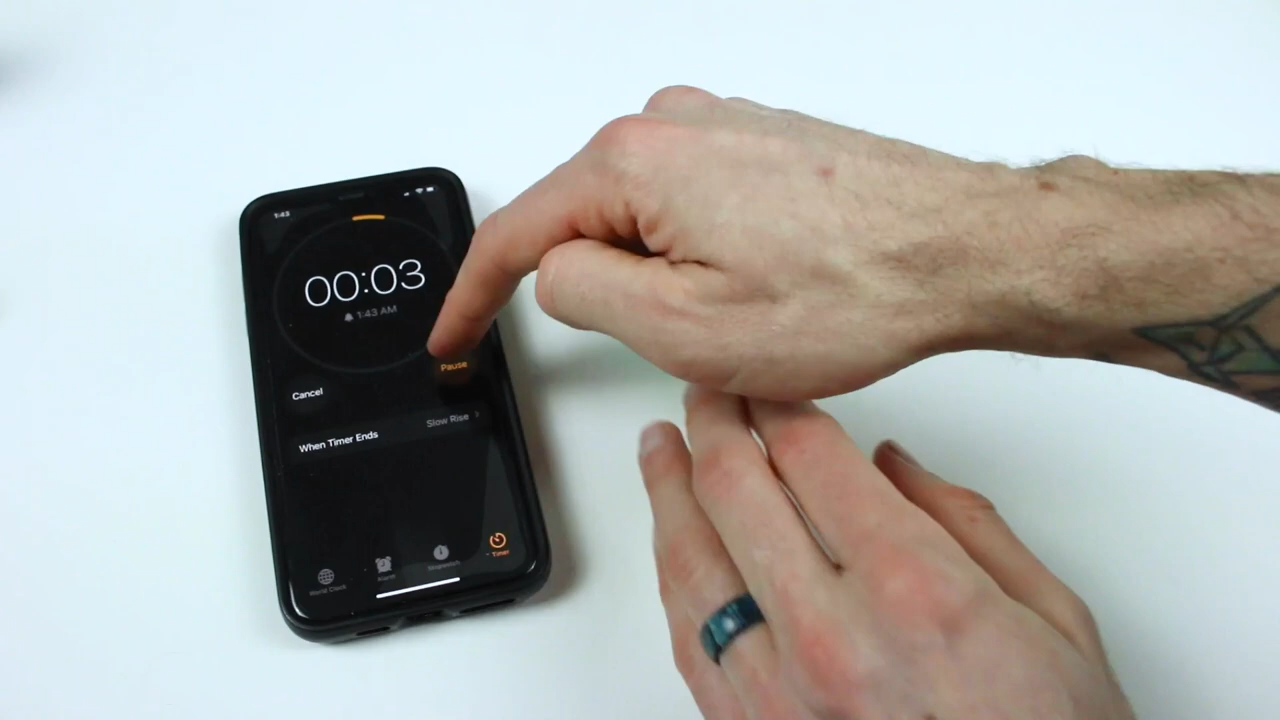 1:43
00:03
1:43 AM
Pause
Cancel
When Timer Ends Slow Rise
World Clock Alarm Stopwatch Timer